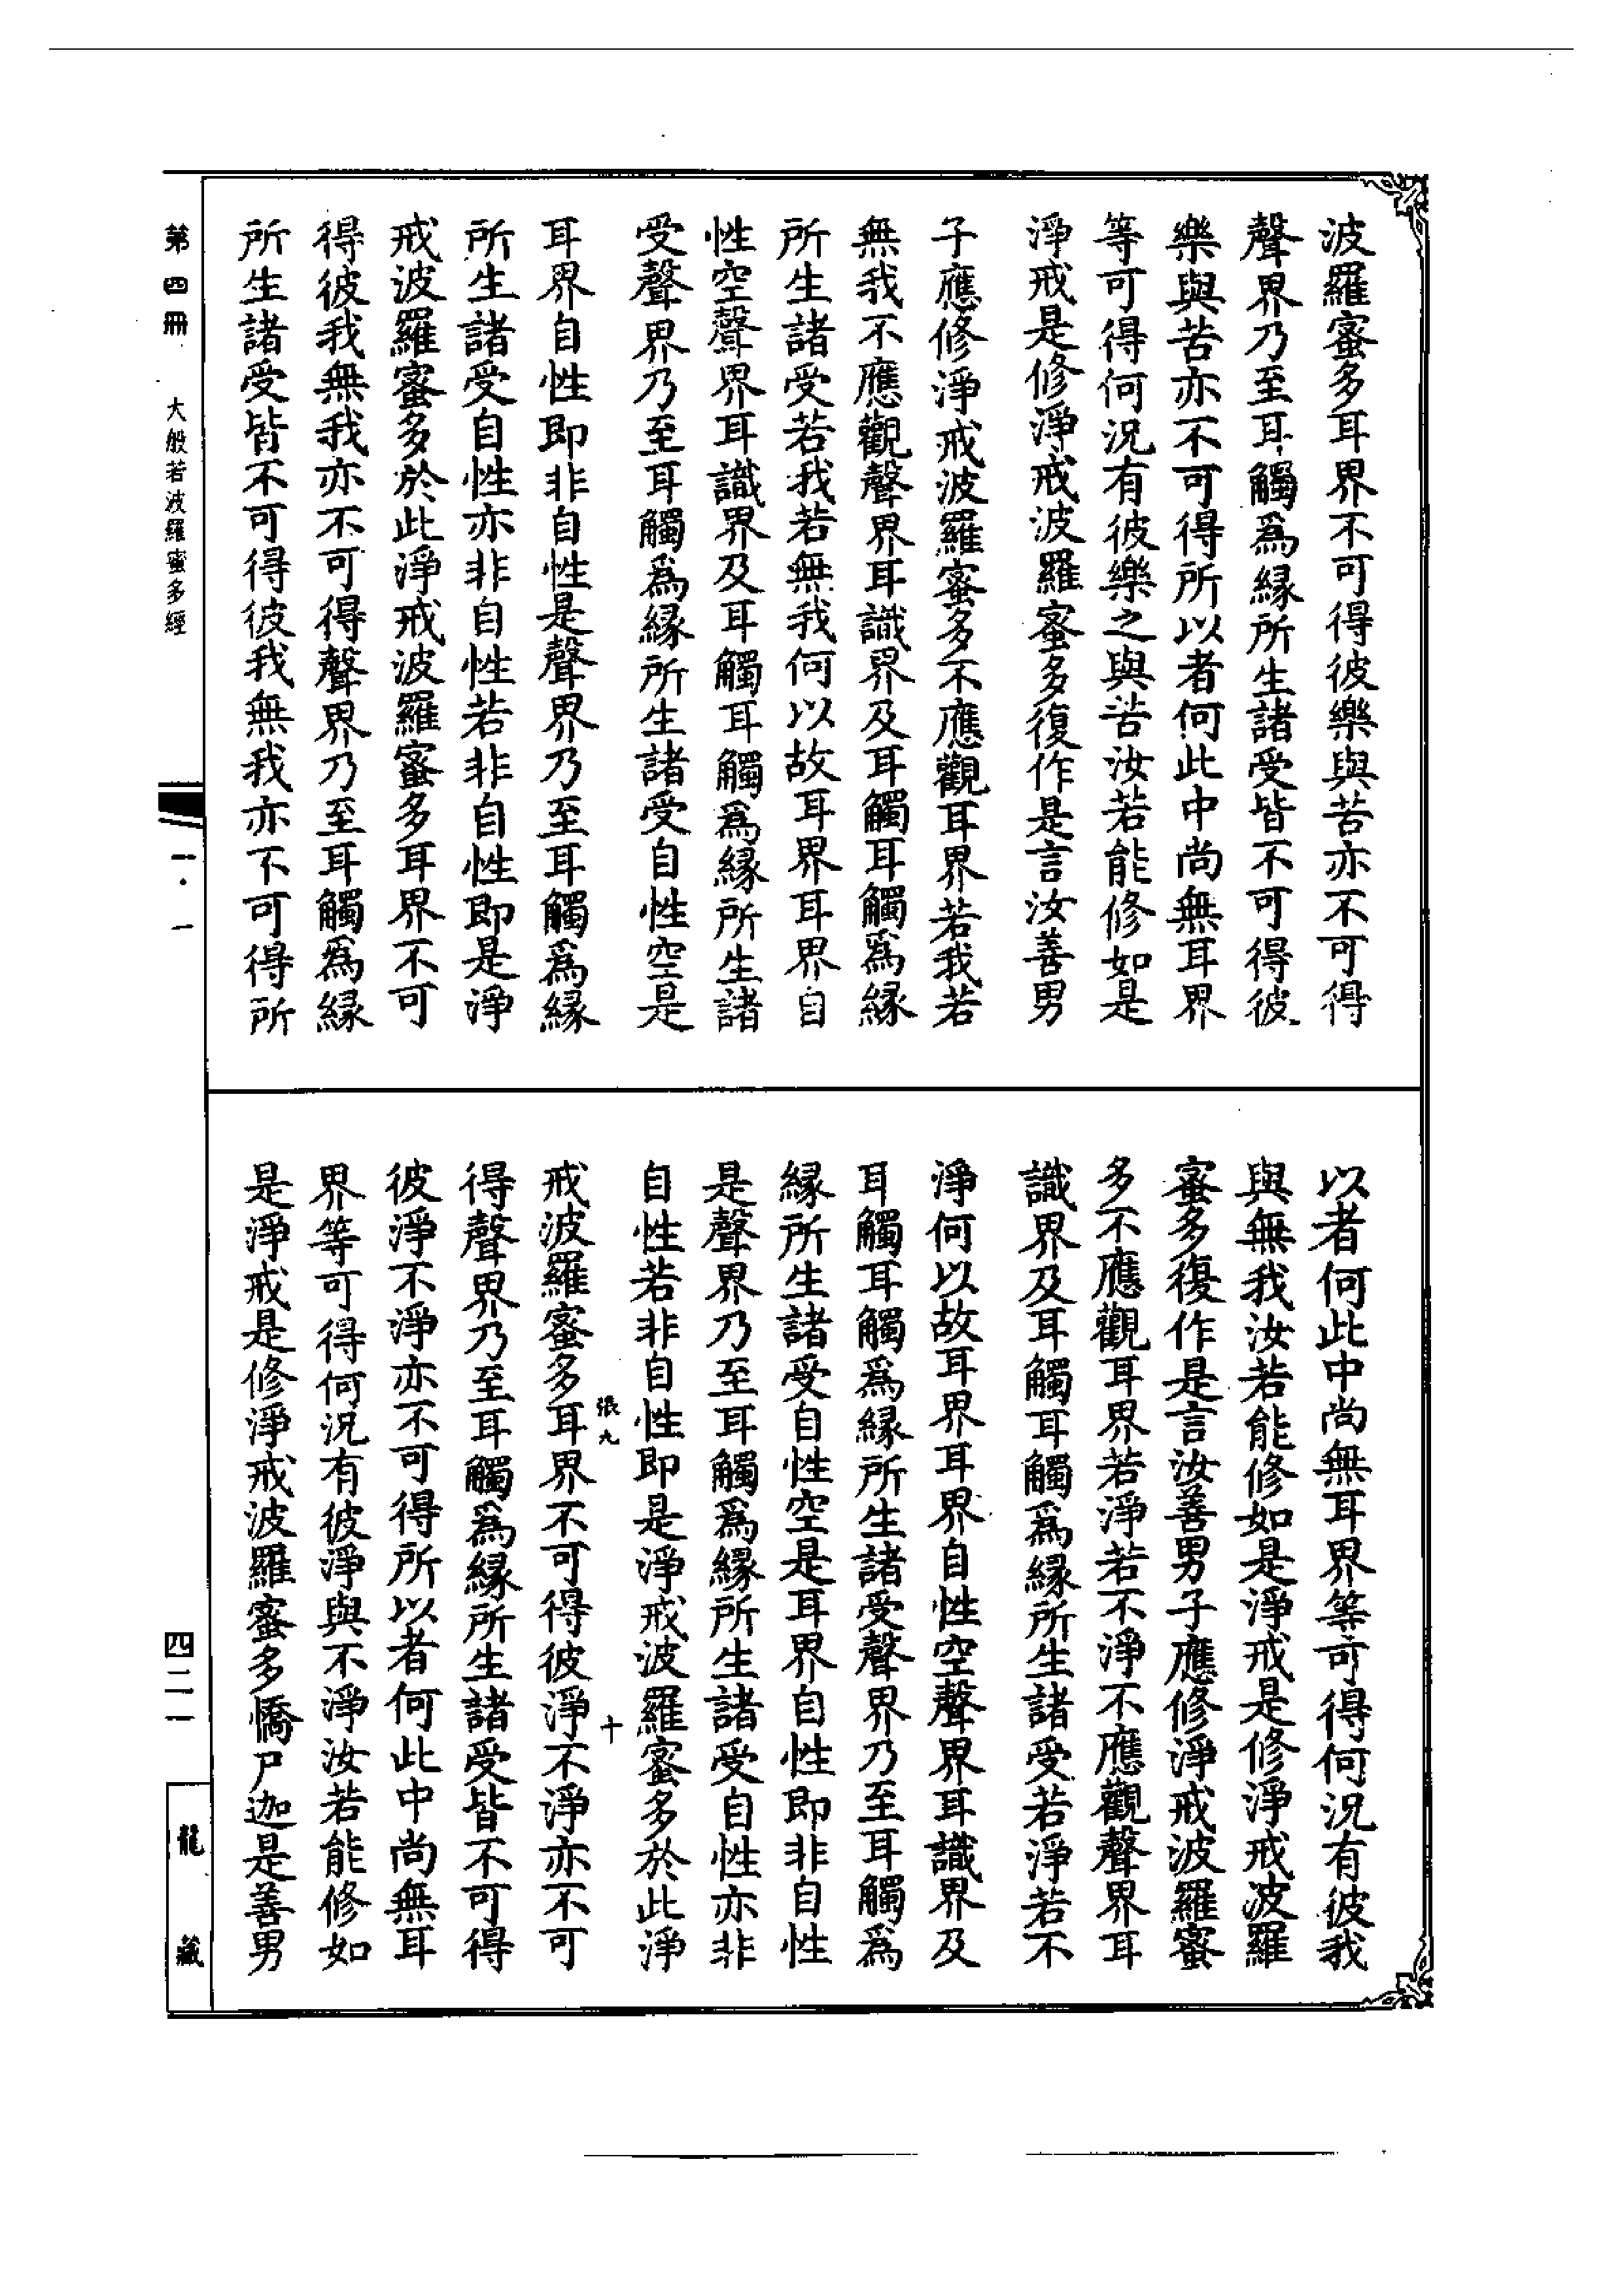 波羅蜜多耳界不可得彼樂與苦亦不可得
聲界乃至耳觸為緣所生諸受皆不可得彼
樂與苦亦不可得所以者何此中尚無耳界
等可得何況有彼樂之與苦汝若能修如是
淨戒是修淨戒波羅蜜多復作是言汝善男
子應修淨戒波羅蜜多不應觀耳界若我若
無我不應觀聲界耳識界及耳觸耳觸為緣
所生諸受若我若無我何以故耳界耳界自
性空聲界耳識界及耳觸耳觸為緣所生諸
受聲界乃至耳觸為緣所生諸受自性空是
耳界自性即非自性是聲界乃至耳觸為緣
所生諸受自性亦非自性若非自性即是淨
戒波羅蜜多於此淨戒波羅蜜多耳界不可
得彼我無我亦不可得聲界乃至耳觸為緣
所生諸受皆不可得彼我無我亦不可得所
以者何此中尚無耳界等可得何況有彼我
與無我汝若能修如是淨戒是修淨戒波羅
蜜多復作是言汝善男子應修淨戒波羅蜜
多不應觀耳界若淨若不淨不應觀聲界耳
識界及耳觸耳觸為緣所生諸受若淨若不
淨何以故耳界耳界自性空聲界耳識界及
耳觸耳觸為緣所生諸受聲界乃至耳觸為
緣所生諸受自性空是耳界自性即非自性
是聲界乃至耳觸為緣所生諸受自性亦非
自性若非自性即是淨戒波羅蜜多於此淨
張九 十
戒波羅蜜多耳界不可得彼淨不淨亦不可
得聲界乃至耳觸為緣所生諸受皆不可得
彼淨不淨亦不可得所以者何此中尚無耳
界等可得何況有彼淨與不淨汝若能修如
是淨戒是修淨戒波羅蜜多憍尸迦是善男
第四冊 大般若波羅蜜多經 一·一 四二一 龍藏